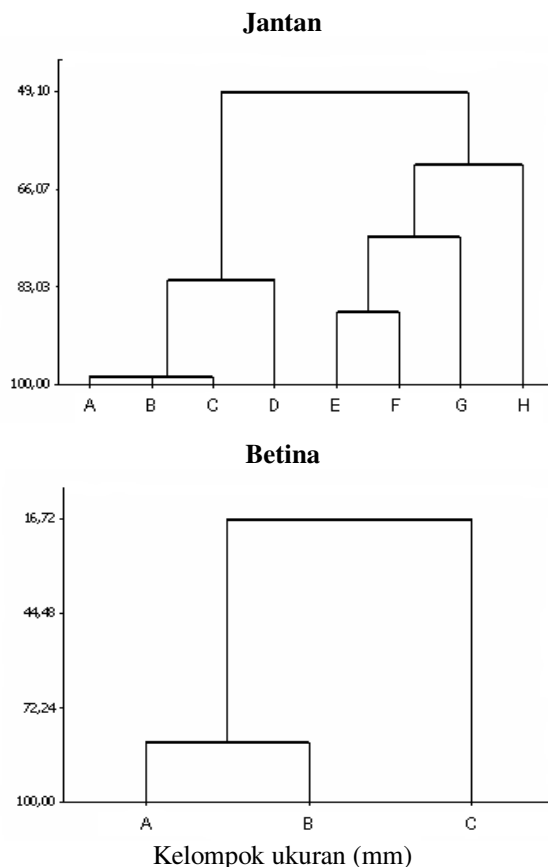 Jantan
49,10
66,07
83,03
100,00
A B C D E F G H
Betina
16,72
44,48
72,24
100,00
A B C
Kelompok ukuran (mm)